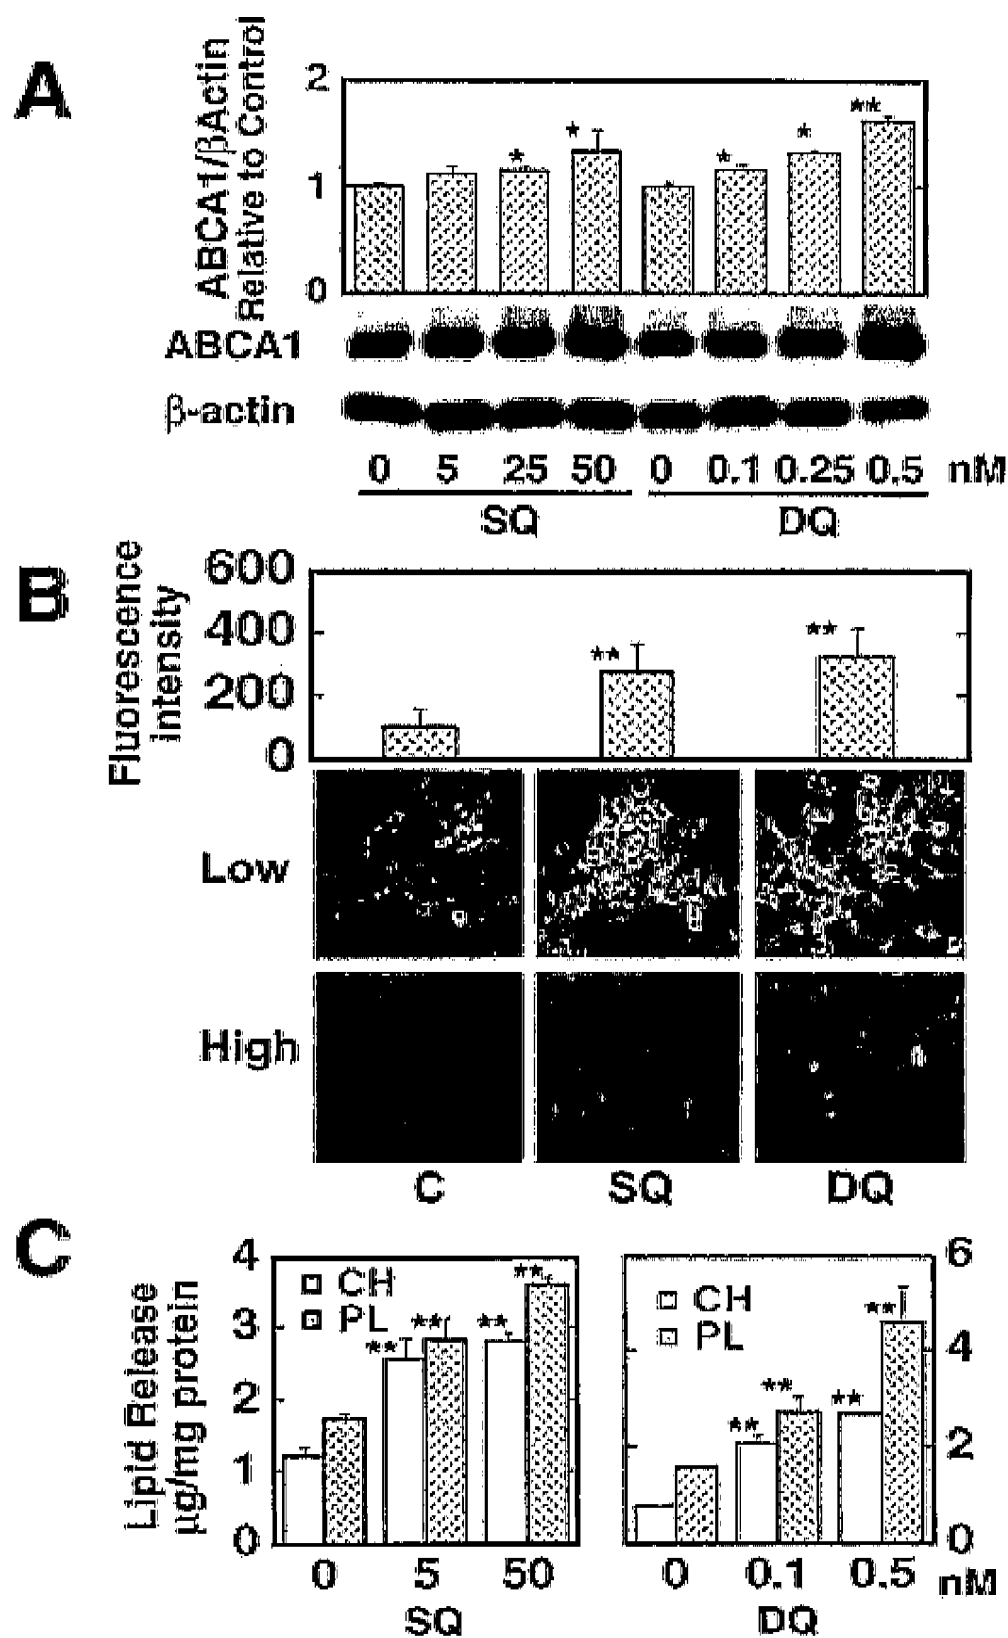 A
ABCA1/βActin
Relative to Control
2
1
0
*
*
*
*
**
ABCA1
β-actin
0 5 25 50 0 0.1 0.25 0.5 nM
SQ DQ
B
Fluorescence
intensity
600
400
200
0
**
**
Low
High
C SQ DQ
C
Lipid Release
µg/mg protein
4
3
2
1
0
CH
PL
**
**
**
**
0 5 50
SQ
CH
PL
**
**
**
**
6
4
2
0
0 0.1 0.5 nM
DQ